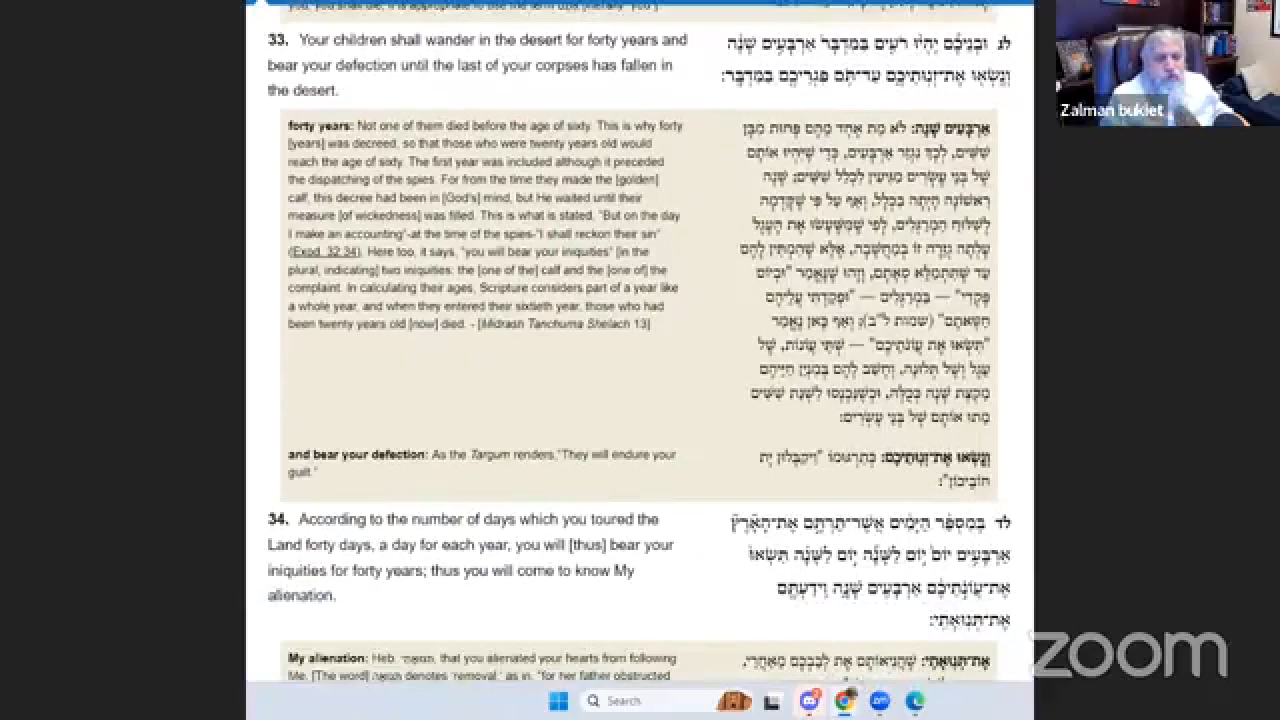 you, you shall die, it is appropriate to use the term
33. Your children shall wander in the desert for forty years and
bear your defection until the last of your corpses has fallen in
the desert.
לג וּבְנֵיכֶם יִהְיוּ רֹעִים בַּמִּדְבָּר אַרְבָּעִים שָׁנָה
וְנָשְׂאוּ אֶת־זְנוּתֵיכֶם עַד־תֹּם פִּגְרֵיכֶם בַּמִּדְבָּר:
forty years: Not one of them died before the age of sixty. This is why forty
[years] was decreed, so that those who were twenty years old would
reach the age of sixty. The first year was included although it preceded
the dispatching of the spies. For from the time they made the [golden]
calf, this decree had been in [God's] mind, but He waited until their
measure [of wickedness] was filled. This is what is stated, "But on the day
I make an accounting"-at the time of the spies-"I shall reckon their sin"
(Exod. 32:34). Here too, it says, "you will bear your iniquities" [in the
plural, indicating] two iniquities: the [one of the] calf and the [one of] the
complaint. In calculating their ages, Scripture considers part of a year like
a whole year, and when they entered their sixtieth year, those who had
been twenty years old [now] died. - [Midrash Tanchuma Shelach 13]
אַרְבָּעִים שָׁנָה: לֹא מֵת אֶחָד מֵהֶם פָּחוּת מִבֶּן
שִׁשִּׁים, לְכָךְ נִגְזַר אַרְבָּעִים, כְּדֵי שֶׁיִּהְיוּ אוֹתָם
שֶׁל בְּנֵי עֶשְׂרִים מַגִּיעִין לִכְלַל שִׁשִּׁים; שָׁנָה
רִאשׁוֹנָה הָיְתָה בַּכְּלָל, וְאַף עַל פִּי שֶׁקָּדְמָה
לְשִׁלּוּחַ הַמְרַגְּלִים, לְפִי שֶׁמִּשֶּׁעָשׂוּ אֶת הָעֵגֶל
עָלְתָה גְזֵרָה זוֹ בְּמַחֲשָׁבָה, אֶלָּא שֶׁהִמְתִּין לָהֶם
עַד שֶׁתִּתְמַלֵּא סְאָתָם, וְזֶהוּ שֶׁנֶּאֱמַר "וּבְיוֹם
פָּקְדִי" — בַּמְרַגְּלִים — "וּפָקַדְתִּי עֲלֵיהֶם
חַטָּאתָם" (שמות ל"ב); וְאַף כָּאן נֶאֱמַר
"תִּשְׂאוּ אֶת עֲוֹנֹתֵיכֶם" — שְׁתֵּי עֲוֹנוֹת, שֶׁל
עֵגֶל וְשֶׁל תְּלוּנָה, וְחָשַׁב לָהֶם בְּמִנְיַן חַיֵּיהֶם
מִקְצָת שָׁנָה כְּכֻלָּהּ, וּכְשֶׁנִּכְנְסוּ לִשְׁנַת שִׁשִּׁים
מֵתוּ אוֹתָם שֶׁל בְּנֵי עֶשְׂרִים:
and bear your defection: As the Targum renders,"They will endure your
guilt."
וְנָשְׂאוּ אֶת־זְנוּתֵיכֶם: כְּתַרְגּוּמוֹ "וִיקַבְּלוּן יָת
חוֹבֵיכוֹן":
34. According to the number of days which you toured the
Land forty days, a day for each year, you will [thus] bear your
iniquities for forty years; thus you will come to know My
alienation.
לד בְּמִסְפַּר הַיָּמִים אֲשֶׁר־תַּרְתֶּם אֶת־הָאָרֶץ
אַרְבָּעִים יוֹם יוֹם לַשָּׁנָה יוֹם לַשָּׁנָה תִּשְׂאוּ
אֶת־עֲוֹנֹתֵיכֶם אַרְבָּעִים שָׁנָה וִידַעְתֶּם
אֶת־תְּנוּאָתִי:
My alienation: Heb. תנואתי, that you alienated your hearts from following
Me. [The word] תנואה denotes 'removal,' as in, "for her father obstructed
אֶת־תְּנוּאָתִי: שֶׁהֲנִיאוֹתֶם אֶת לְבַבְכֶם מֵאַחֲרַי,
Zalman bukiet
zoom
Search